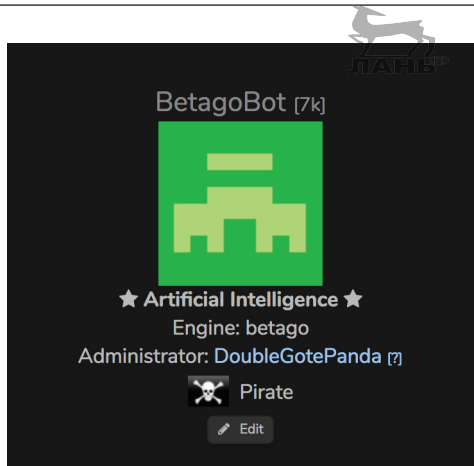 ЛАНЬ®
BetagoBot [7k]
★ Artificial Intelligence ★
Engine: betago
Administrator: DoubleGotePanda [?]
Pirate
Edit